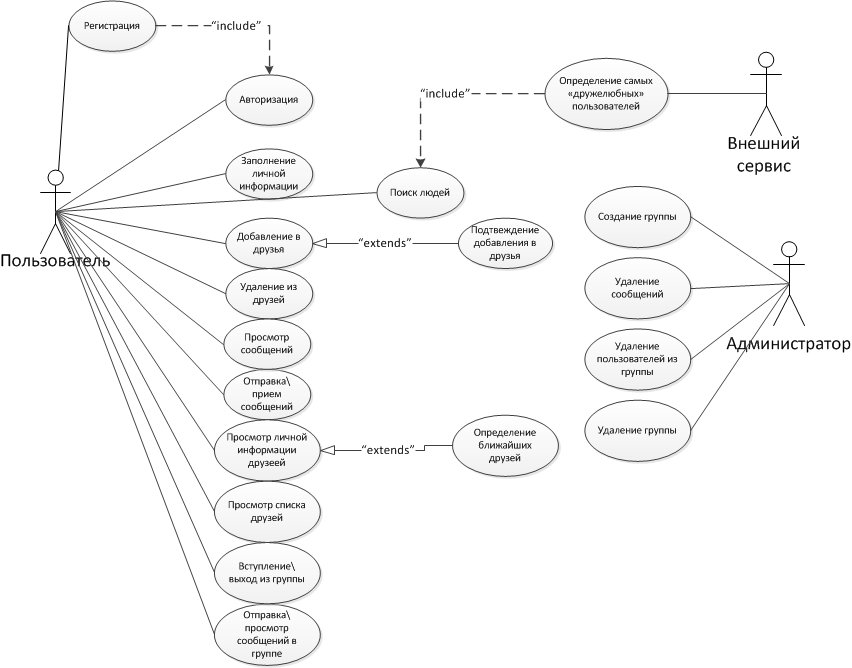 Регистрация
“include”
Авторизация
Определение самых
«дружелюбных»
пользователей
“include”
Внешний
сервис
Заполнение
личной
информации
Поиск людей
Пользователь
Добавление в
друзья
“extends”
Подтвеждение
добавления в
друзья
Создание группы
Удаление из
друзей
Удаление
сообщений
Администратор
Просмотр
сообщений
Удаление
пользователей из
группы
Отправка\
прием
сообщений
Удаление группы
Просмотр личной
информации
друзеей
“extends”
Определение
ближайших
друзей
Просмотр списка
друзей
Вступление\
выход из группы
Отправка\
просмотр
сообщений в
группе